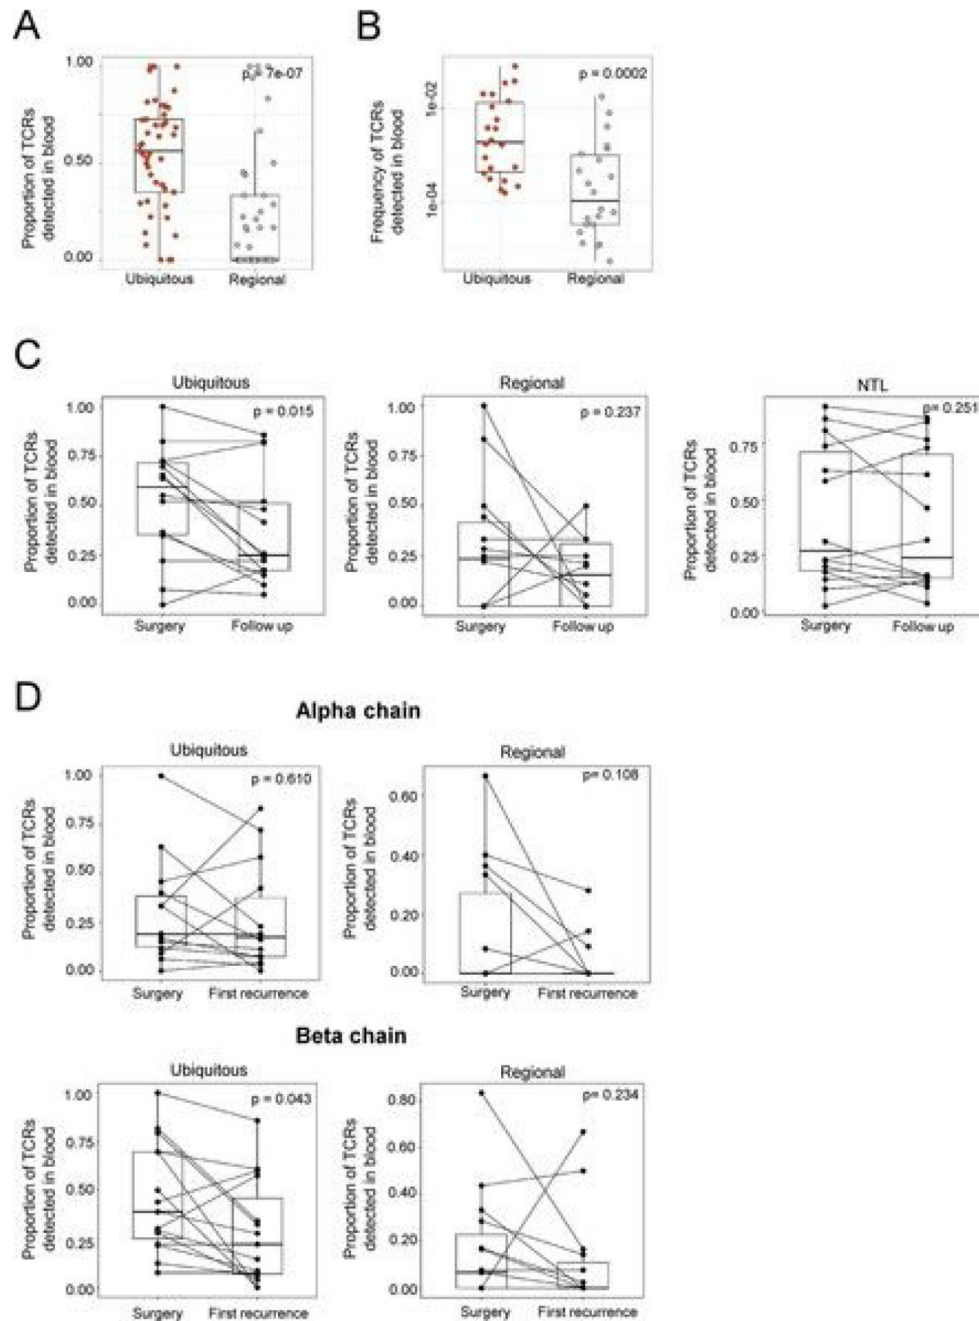 A
B
1.00
0.50
0.00
Proportion of TCRs
detected in blood
p = 7e-07
Ubiquitous
Regional
1e-02
1e-04
Frequency of TCRs
detected in blood
p = 0.0002
Ubiquitous
Regional
C
Ubiquitous
1.00
0.75
0.50
0.25
0.00
Proportion of TCRs
detected in blood
p = 0.015
Surgery
Follow up
Regional
1.00
0.75
0.50
0.25
0.00
Proportion of TCRs
detected in blood
p = 0.237
Surgery
Follow up
NTL
0.75
0.50
0.25
0.00
Proportion of TCRs
detected in blood
p= 0.251
Surgery
Follow up
D
Alpha chain
Ubiquitous
1.00
0.75
0.50
0.25
0.00
Proportion of TCRs
detected in blood
p = 0.610
Surgery
First recurrence
Regional
0.60
0.40
0.20
0.00
Proportion of TCRs
detected in blood
p= 0.108
Surgery
First recurrence
Beta chain
Ubiquitous
1.00
0.75
0.50
0.25
0.00
Proportion of TCRs
detected in blood
p = 0.043
Surgery
First recurrence
Regional
0.80
0.60
0.40
0.20
0.00
Proportion of TCRs
detected in blood
p= 0.234
Surgery
First recurrence